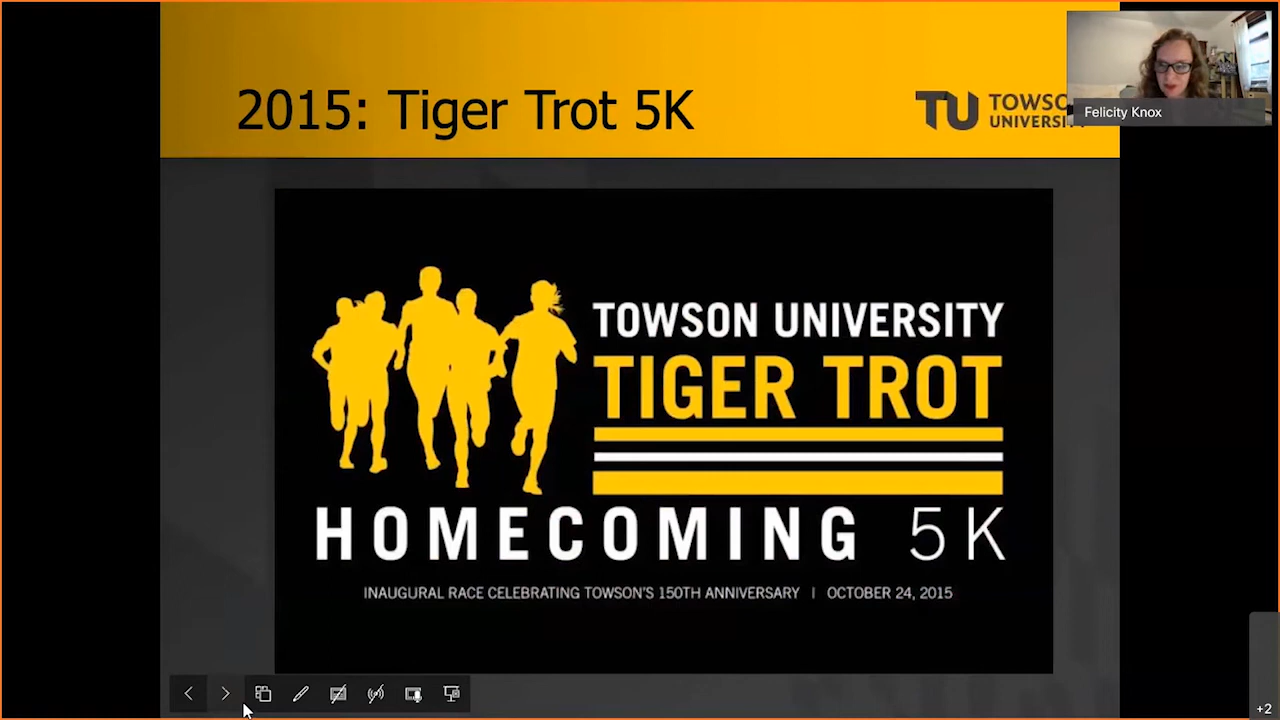 2015: Tiger Trot 5K
TU
TOWSO
UNIVERSITY
Felicity Knox
TOWSON UNIVERSITY
TIGER TROT
HOMECOMING 5K
INAUGURAL RACE CELEBRATING TOWSON'S 150TH ANNIVERSARY | OCTOBER 24, 2015
+2